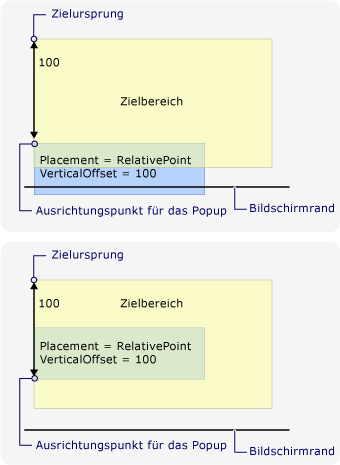 Zielursprung
100
Zielbereich
Placement = RelativePoint
VerticalOffset = 100
Ausrichtungspunkt für das Popup
Bildschirmrand
Zielursprung
100
Zielbereich
Placement = RelativePoint
VerticalOffset = 100
Ausrichtungspunkt für das Popup
Bildschirmrand